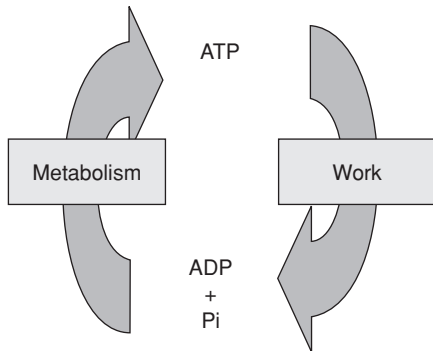 ATP
Metabolism
Work
ADP
+
Pi